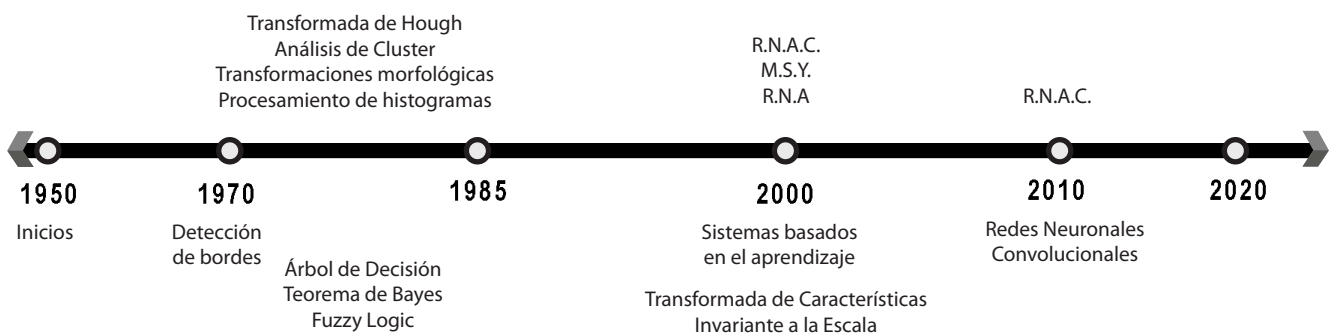 Transformada de Hough
Análisis de Cluster
Transformaciones morfológicas
Procesamiento de histogramas
R.N.A.C.
M.S.Y.
R.N.A
R.N.A.C.
1950
1970
1985
2000
2010
2020
Inicios
Detección
de bordes
Árbol de Decisión
Teorema de Bayes
Fuzzy Logic
Sistemas basados
en el aprendizaje
Transformada de Características
Invariante a la Escala
Redes Neuronales
Convolucionales